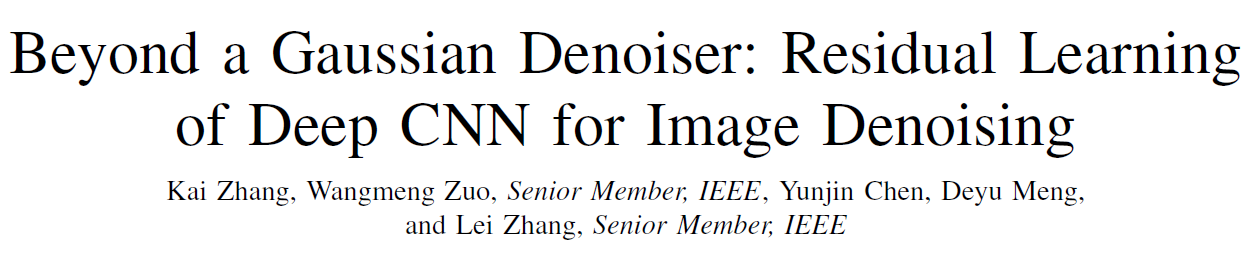 Beyond a Gaussian Denoiser: Residual Learning
of Deep CNN for Image Denoising
Kai Zhang, Wangmeng Zuo, Senior Member, IEEE, Yunjin Chen, Deyu Meng,
and Lei Zhang, Senior Member, IEEE